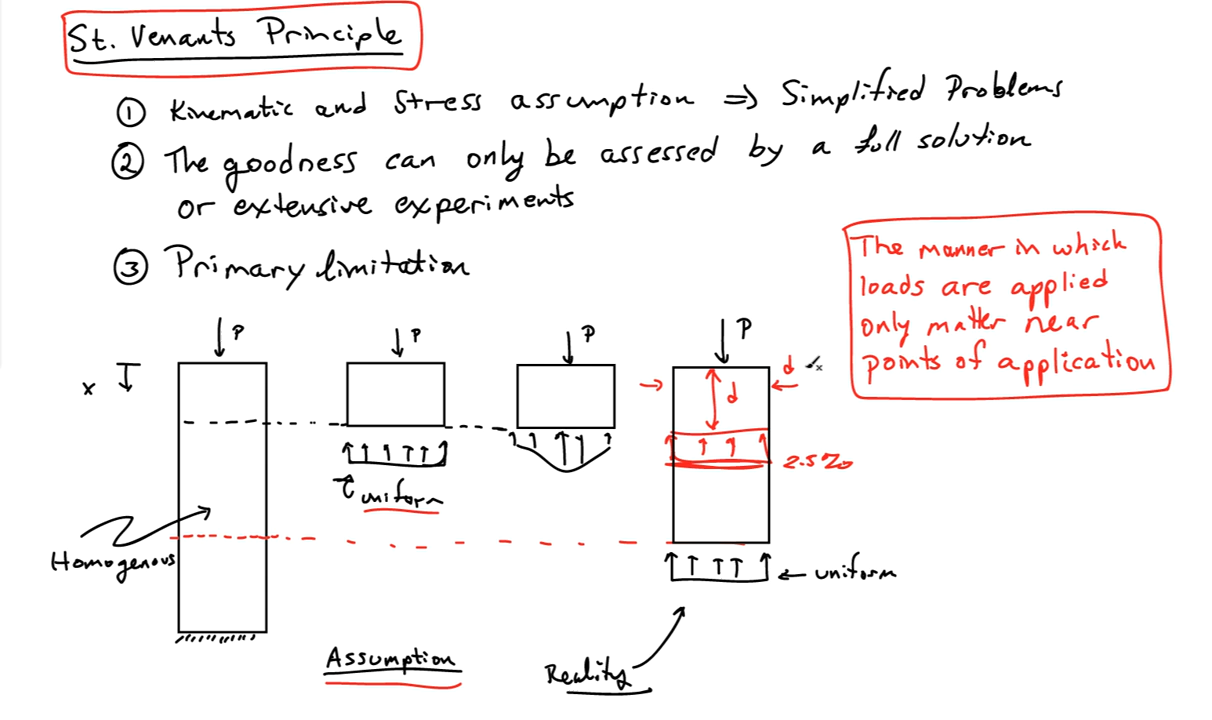 St. Venants Principle
① Kinematic and Stress assumption ⇒ Simplified Problems
② The goodness can only be assessed by a full solution
or extensive experiments
③ Primary limitation
The manner in which
loads are applied
only matter near
points of application
P
P
P
P
x
d
d
2.5%
uniform
Homogenous
uniform
Assumption
Reality